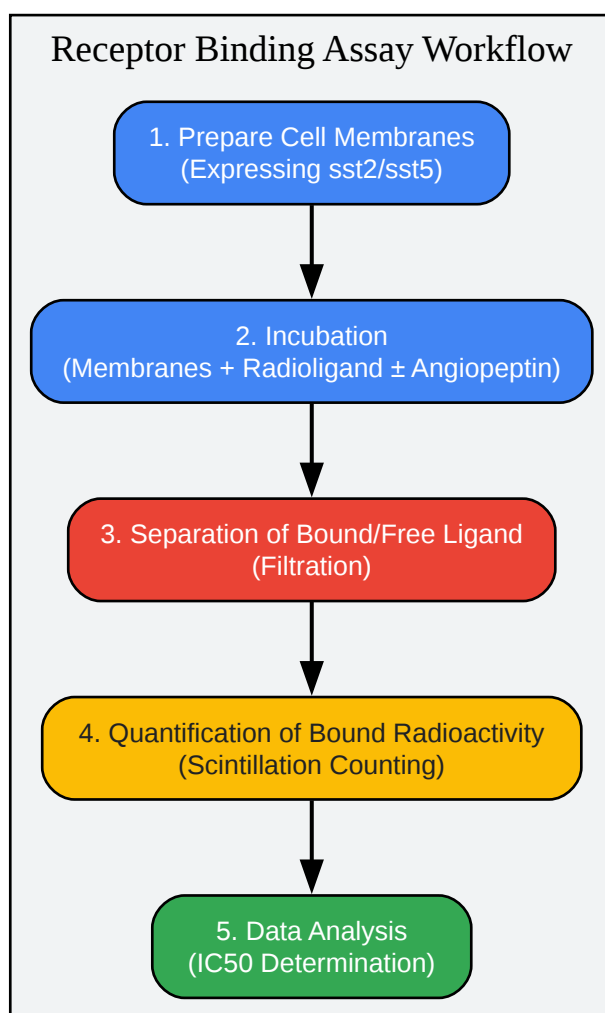 Receptor Binding Assay Workflow
1. Prepare Cell Membranes
(Expressing sst2/sst5)
2. Incubation
(Membranes + Radioligand ± Angiopeptin)
3. Separation of Bound/Free Ligand
(Filtration)
4. Quantification of Bound Radioactivity
(Scintillation Counting)
5. Data Analysis
(IC50 Determination)